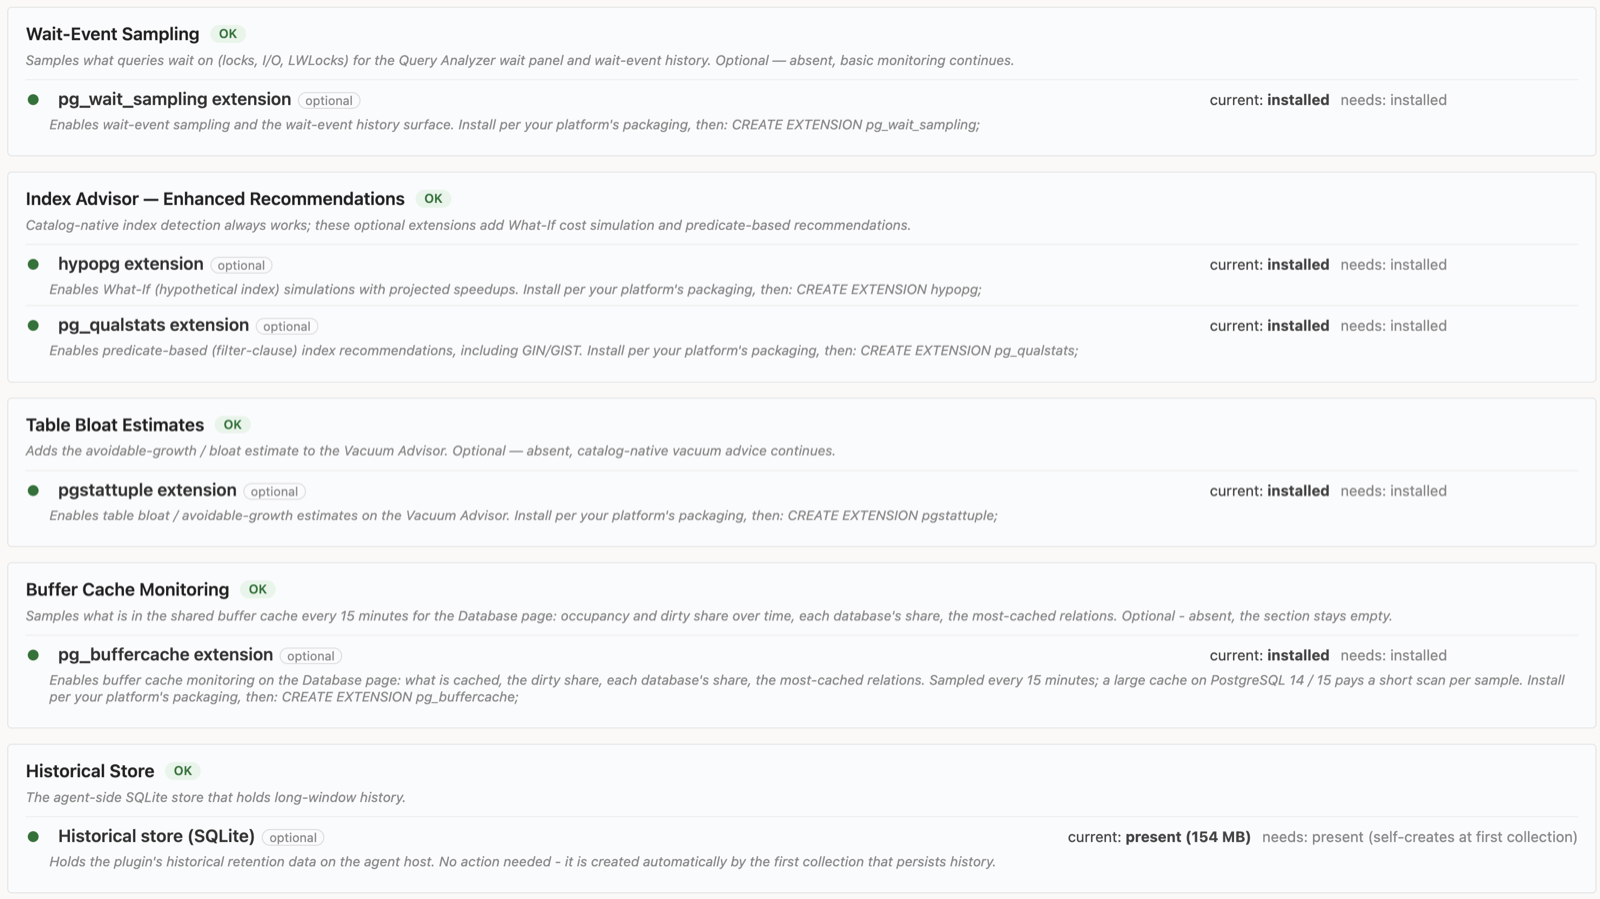 Wait-Event Sampling OK
Samples what queries wait on (locks, I/O, LWLocks) for the Query Analyzer wait panel and wait-event history. Optional — absent, basic monitoring continues.
pg_wait_sampling extension optional current: installed needs: installed
Enables wait-event sampling and the wait-event history surface. Install per your platform's packaging, then: CREATE EXTENSION pg_wait_sampling;
Index Advisor — Enhanced Recommendations OK
Catalog-native index detection always works; these optional extensions add What-If cost simulation and predicate-based recommendations.
hypopg extension optional current: installed needs: installed
Enables What-If (hypothetical index) simulations with projected speedups. Install per your platform's packaging, then: CREATE EXTENSION hypopg;
pg_qualstats extension optional current: installed needs: installed
Enables predicate-based (filter-clause) index recommendations, including GIN/GIST. Install per your platform's packaging, then: CREATE EXTENSION pg_qualstats;
Table Bloat Estimates OK
Adds the avoidable-growth / bloat estimate to the Vacuum Advisor. Optional — absent, catalog-native vacuum advice continues.
pgstattuple extension optional current: installed needs: installed
Enables table bloat / avoidable-growth estimates on the Vacuum Advisor. Install per your platform's packaging, then: CREATE EXTENSION pgstattuple;
Buffer Cache Monitoring OK
Samples what is in the shared buffer cache every 15 minutes for the Database page: occupancy and dirty share over time, each database's share, the most-cached relations. Optional - absent, the section stays empty.
pg_buffercache extension optional current: installed needs: installed
Enables buffer cache monitoring on the Database page: what is cached, the dirty share, each database's share, the most-cached relations. Sampled every 15 minutes; a large cache on PostgreSQL 14 / 15 pays a short scan per sample. Install
per your platform's packaging, then: CREATE EXTENSION pg_buffercache;
Historical Store OK
The agent-side SQLite store that holds long-window history.
Historical store (SQLite) optional current: present (154 MB) needs: present (self-creates at first collection)
Holds the plugin's historical retention data on the agent host. No action needed - it is created automatically by the first collection that persists history.